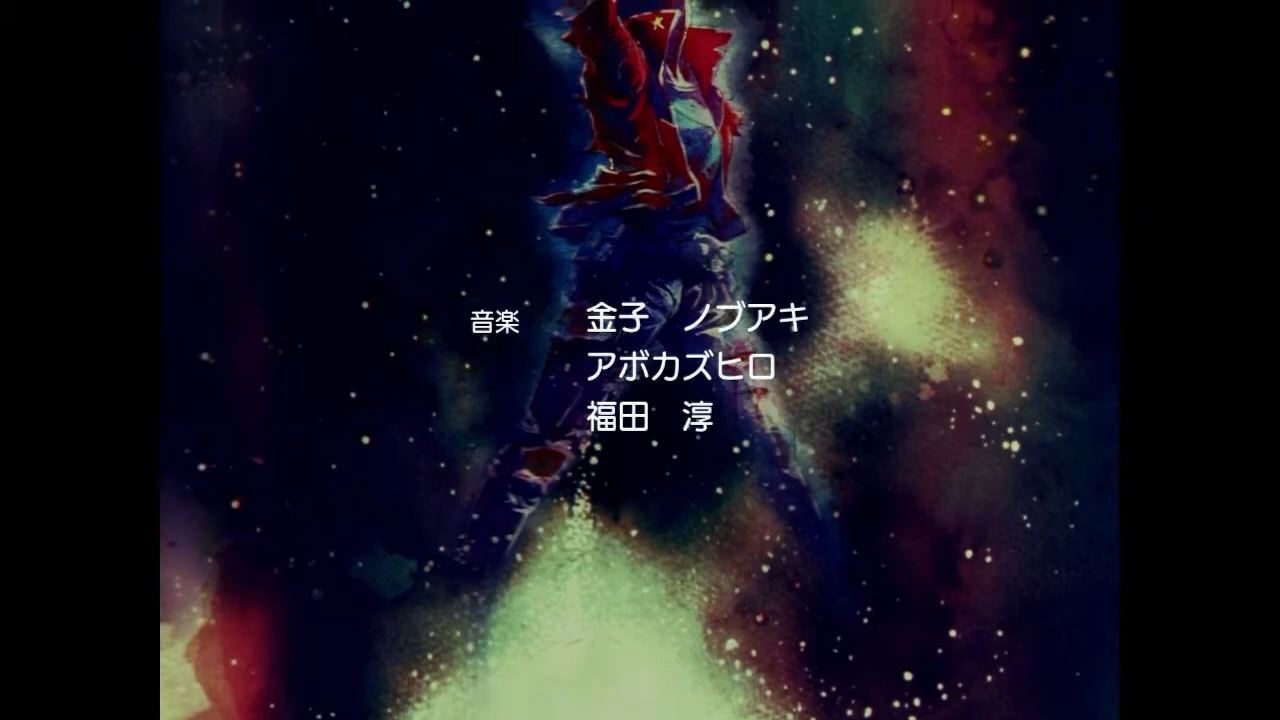 音楽　金子　ノブアキ
アボカズヒロ
福田　淳